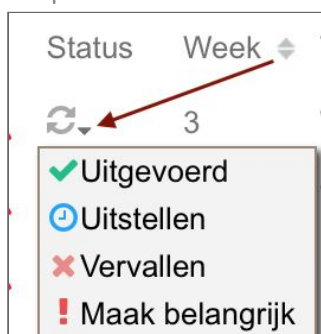 Status Week
3
Uitgevoerd
Uitstellen
Vervallen
Maak belangrijk